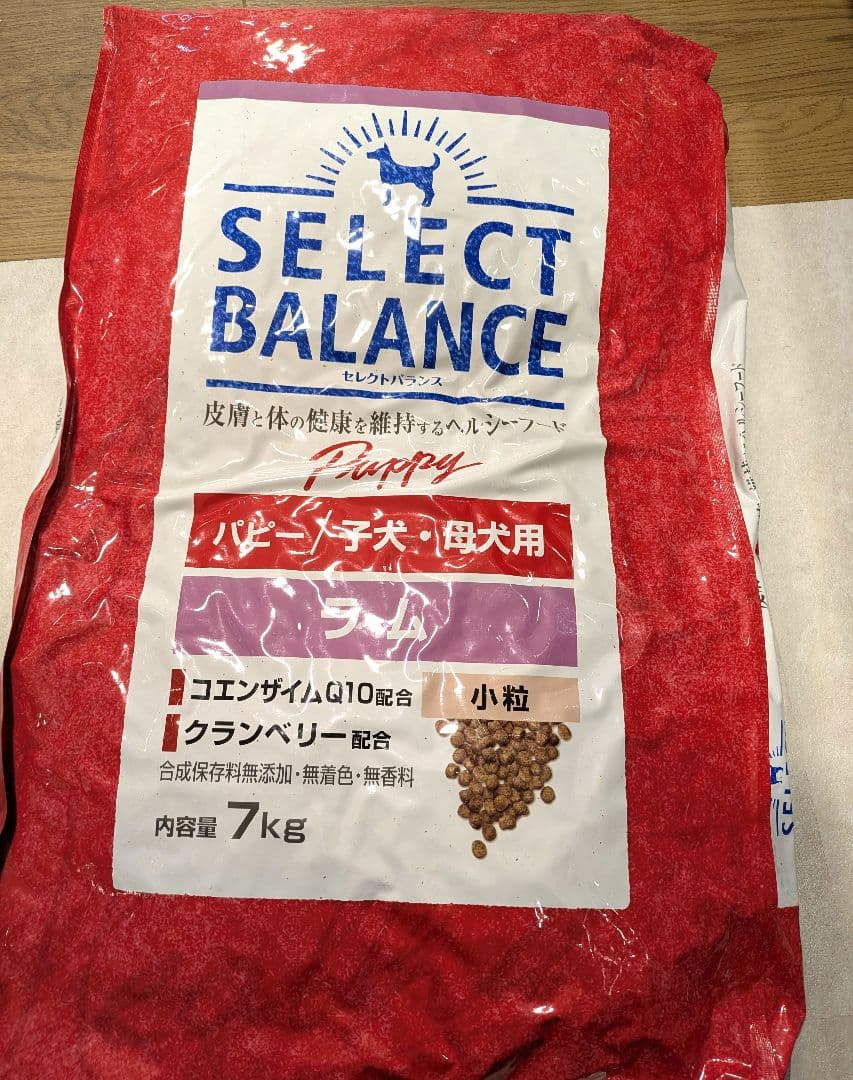 SELECT
BALANCE
セレクトバランス
皮膚と体の健康を維持するヘルシーフード
Puppy
パピー/子犬・母犬用
ラム
コエンザイムQ10配合
小粒
クランベリー配合
合成保存料無添加・無着色・無香料
内容量 7kg